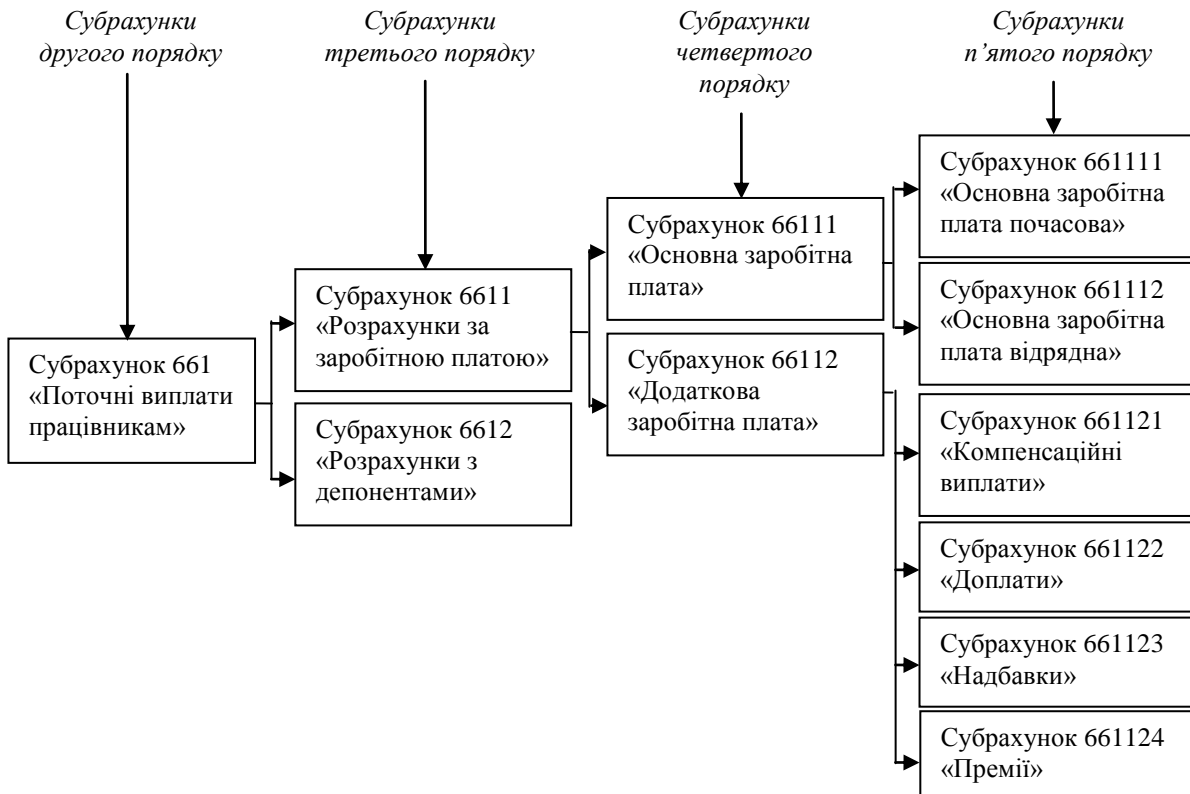 Субрахунки
другого порядку
Субрахунки
третього порядку
Субрахунки
четвертого
порядку
Субрахунки
п’ятого порядку
Субрахунок 661
«Поточні виплати
працівникам»
Субрахунок 6611
«Розрахунки за
заробітною платою»
Субрахунок 6612
«Розрахунки з
депонентами»
Субрахунок 66111
«Основна заробітна
плата»
Субрахунок 66112
«Додаткова
заробітна плата»
Субрахунок 661111
«Основна заробітна
плата почасова»
Субрахунок 661112
«Основна заробітна
плата відрядна»
Субрахунок 661121
«Компенсаційні
виплати»
Субрахунок 661122
«Доплати»
Субрахунок 661123
«Надбавки»
Субрахунок 661124
«Премії»